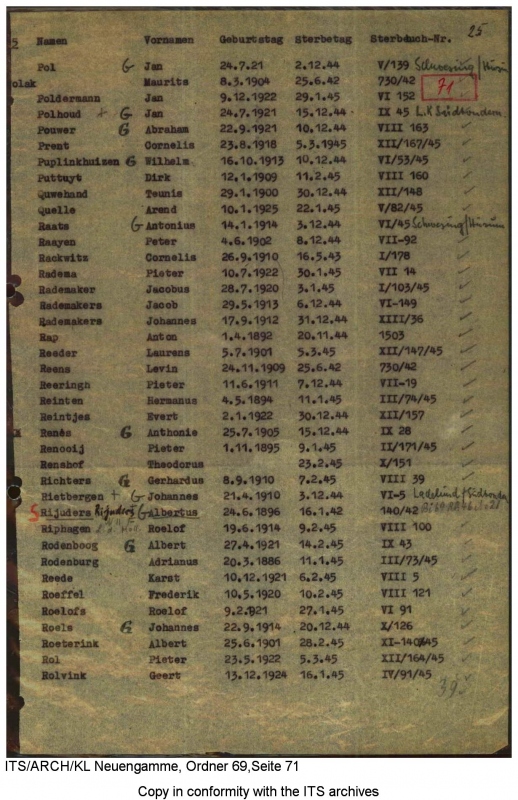 25
Namen Vornamen Geburtstag Sterbetag Sterbebuch-Nr.
Pol G Jan 24.7.21 2.12.44 V/139 Schwesing/Husum
olak Maurits 8.3.1904 25.6.42 730/42 71
Poldermann Jan 9.12.1922 29.1.45 VI 152
Polhoud + G Jan 24.7.1921 15.12.44 IX 45 L.K Südtondern
Pouwer G Abraham 22.9.1921 10.12.44 VIII 163
Prent Cornelis 23.8.1918 5.3.1945 XII/167/45
Puplinkhuizen G Wilhelm 16.10.1913 10.12.44 VI/53/45
Puttuyt Dirk 12.1.1909 11.2.45 VIII 160
Quwehand Teunis 29.1.1900 30.12.44 XII/148
Quelle Arend 10.1.1925 22.1.45 V/82/45
Raats G Antonius 14.1.1914 3.12.44 VI/45 Schwesing/Husum
Raayen Peter 4.6.1902 8.12.44 VII-92
Rackwitz Cornelis 26.9.1910 16.5.43 I/178
Radema Pieter 10.7.1922 30.1.45 VII 14
Rademaker Jacobus 28.7.1920 3.1.45 I/103/45
Rademakers Jacob 29.5.1913 6.12.44 VI-149
Rademakers Johannes 17.9.1912 31.12.44 XIII/36
Rap Anton 1.4.1892 20.11.44 1503
Reeder Laurens 5.7.1901 5.3.45 XII/147/45
Reens Levin 24.11.1909 25.6.42 730/42
Reeringh Pieter 11.6.1911 7.12.44 VII-19
Reinten Hermanus 4.5.1894 11.1.45 III/74/45
Reintjes Evert 2.1.1922 30.12.44 XII/157
Renès G Anthonie 25.7.1905 15.12.44 IX 28
Renooij Pieter 1.11.1895 9.1.45 II/171/45
Renshof Theodorus 23.2.45 X/151
Richters G Gerhardus 8.9.1910 7.2.45 VIII 39
Rietbergen + G Johannes 21.4.1910 3.12.44 VI-5 Ladelund/Südtondern
S Rijuders Rijuders G Albertus 24.6.1896 16.1.42 140/42
Riphagen Roelof 19.6.1914 9.2.45 VIII 100
Rodenboog G Albert 27.4.1921 14.2.45 IX 43
Rodenburg Adrianus 20.3.1886 11.1.45 III/73/45
Roede Karst 10.12.1921 6.2.45 VIII 5
Roeffel Frederik 10.5.1920 10.2.45 VIII 121
Roelofs Roelof 9.2.921 27.1.45 VI 91
Roels G Johannes 22.9.1914 20.12.44 X/126
Roeterink Albert 25.6.1901 28.2.45 XI-140/45
Rol Pieter 23.5.1922 5.3.45 XII/164/45
Rolvink Geert 13.12.1924 16.1.45 IV/91/45
395
ITS/ARCH/KL Neuengamme, Ordner 69,Seite 71
Copy in conformity with the ITS archives